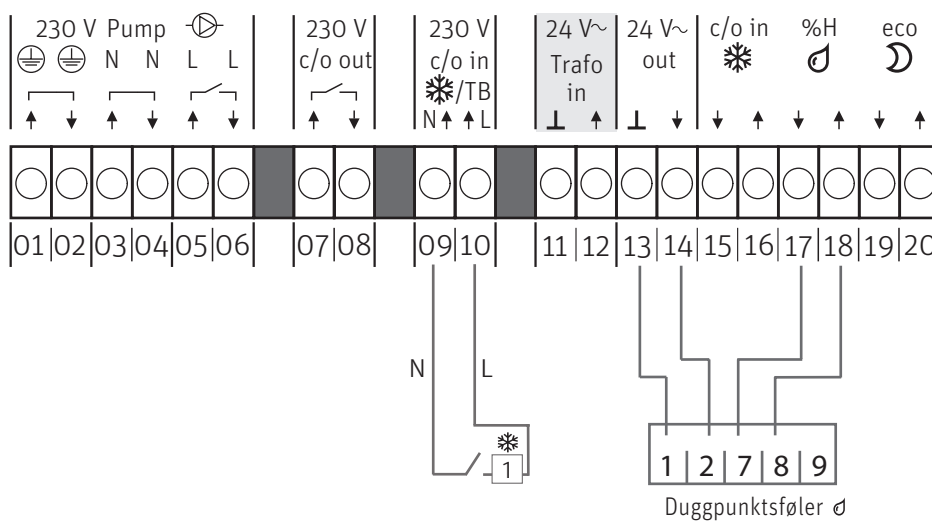 230 V Pump 230 V 230 V 24 V~ 24 V~ c/o in %H eco
N N L L c/o out c/o in Trafo out
/TB in
N L
01 02 03 04 05 06 07 08 09 10 11 12 13 14 15 16 17 18 19 20
N L
1
1 2 7 8 9
Duggpunktsføler